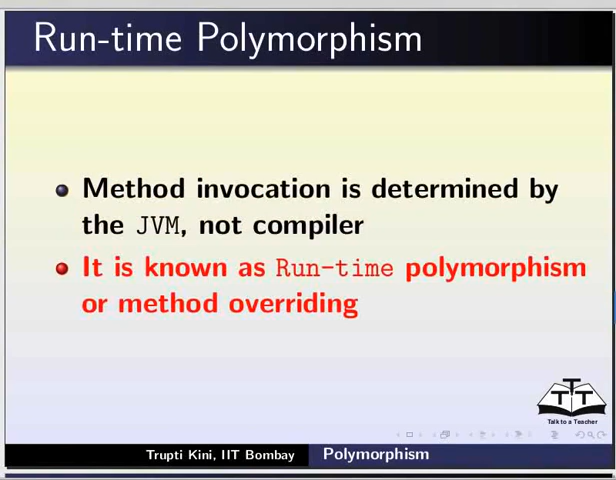 Run-time Polymorphism
Method invocation is determined by
the JVM, not compiler
It is known as Run-time polymorphism
or method overriding
T
T T
Talk to a Teacher
Trupti Kini, IIT Bombay Polymorphism